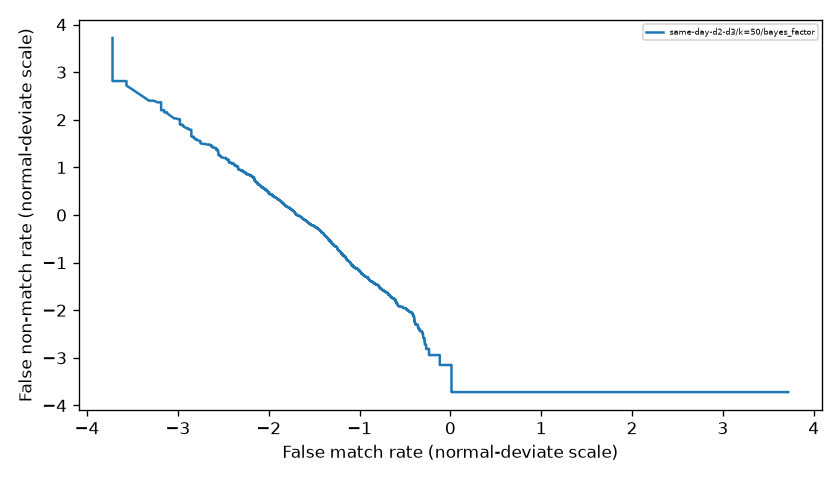 same-day-d2-d3/k=50/bayes_factor
False non-match rate (normal-deviate scale)
4
3
2
1
0
−1
−2
−3
−4
−4 −3 −2 −1 0 1 2 3 4
False match rate (normal-deviate scale)